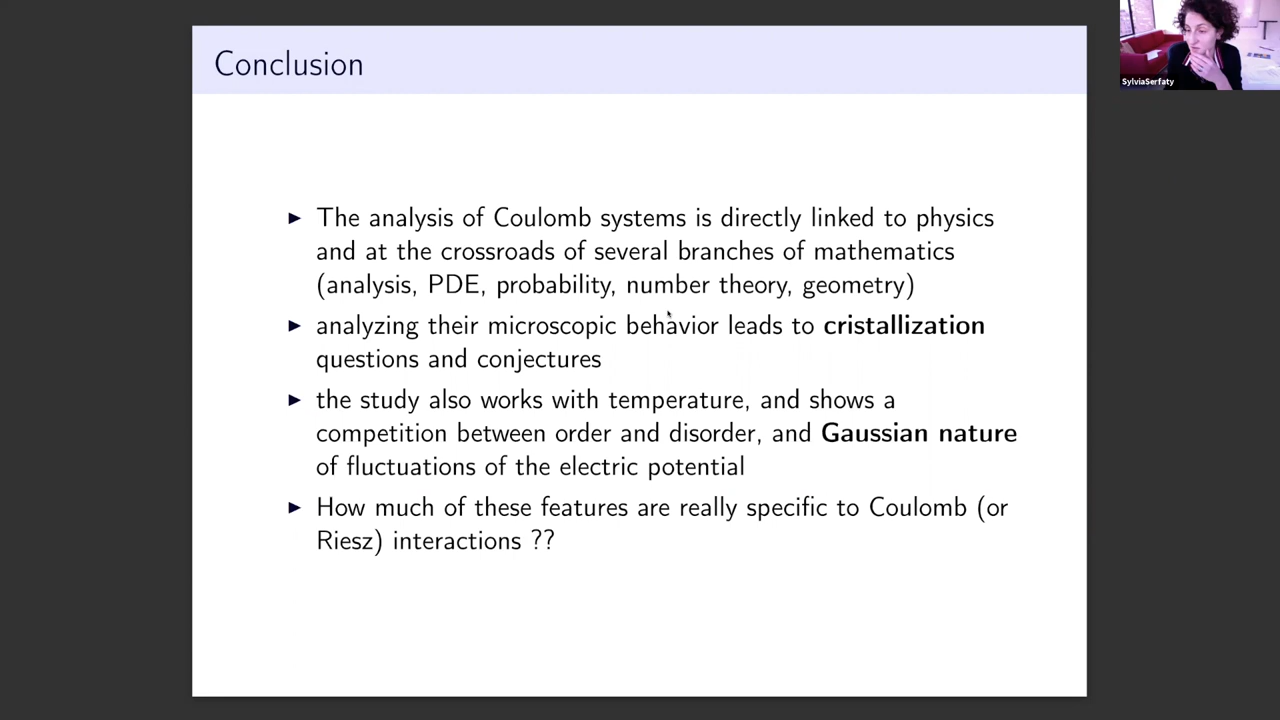 Conclusion
SylviaSerfaty
▶ The analysis of Coulomb systems is directly linked to physics
and at the crossroads of several branches of mathematics
(analysis, PDE, probability, number theory, geometry)
▶ analyzing their microscopic behavior leads to cristallization
questions and conjectures
▶ the study also works with temperature, and shows a
competition between order and disorder, and Gaussian nature
of fluctuations of the electric potential
▶ How much of these features are really specific to Coulomb (or
Riesz) interactions ??